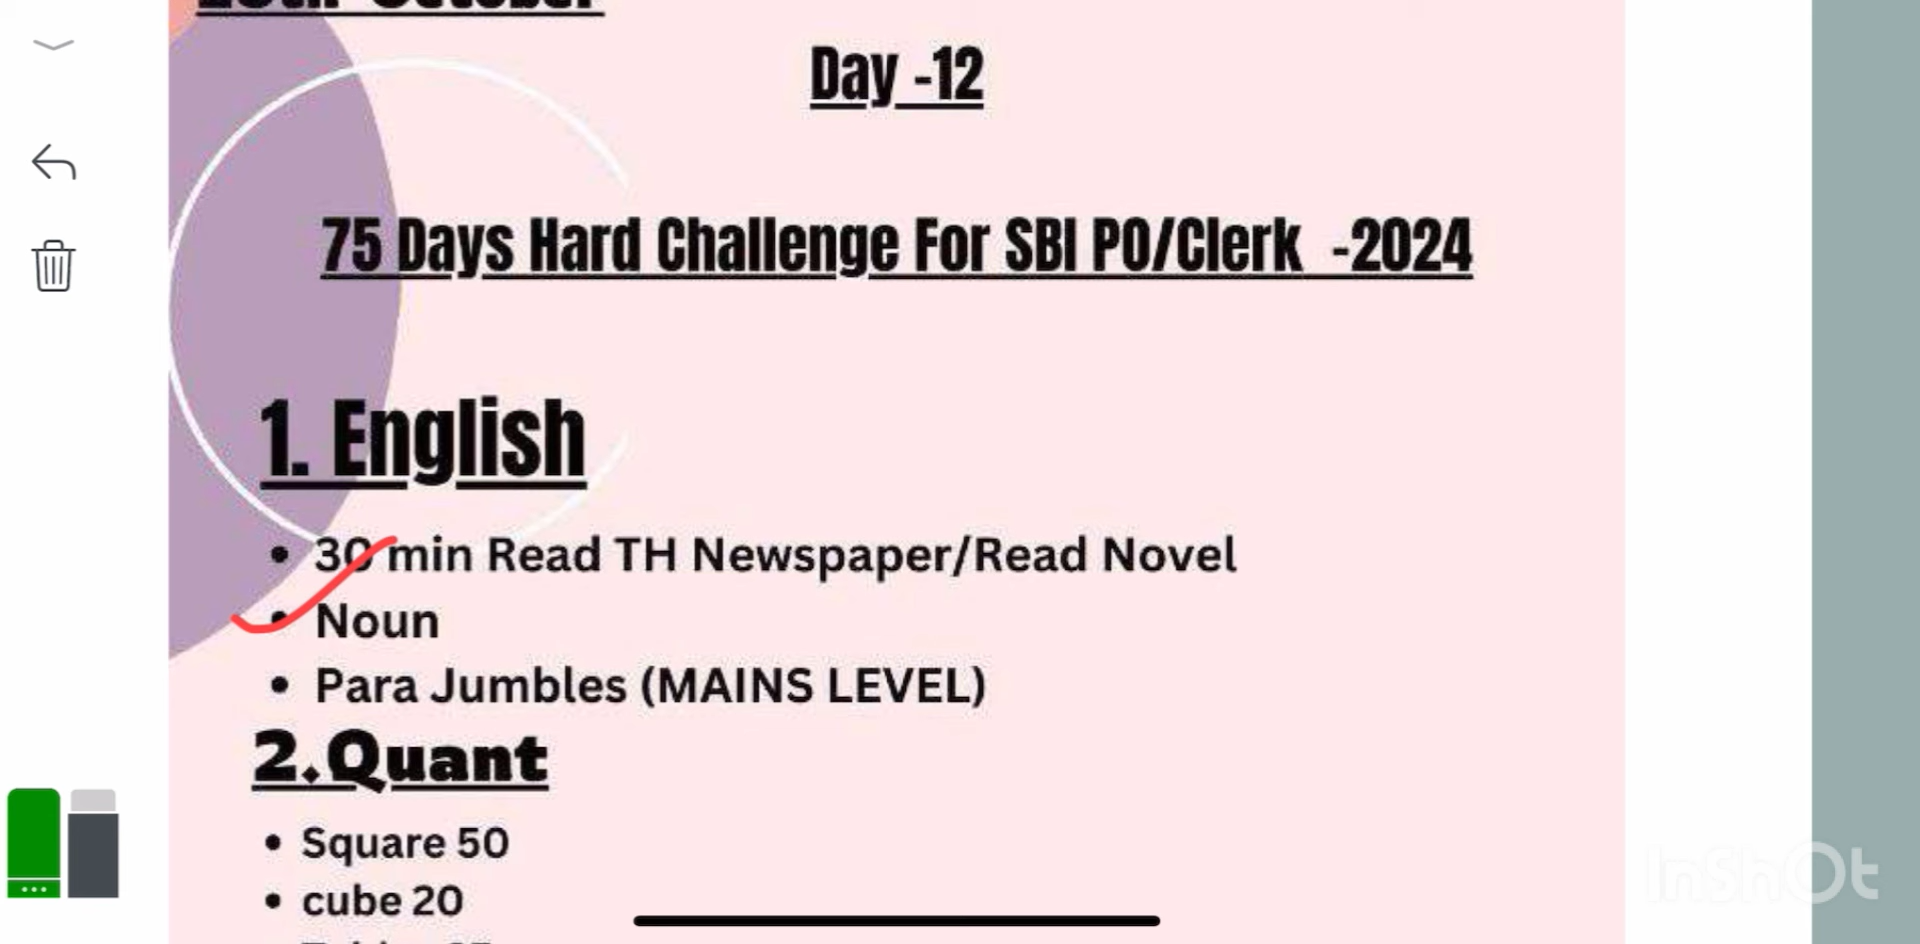 Day -12
75 Days Hard Challenge For SBI PO/Clerk -2024
1. English
• 30 min Read TH Newspaper/Read Novel
• Noun
• Para Jumbles (MAINS LEVEL)
2.Quant
• Square 50
• cube 20
InShOt